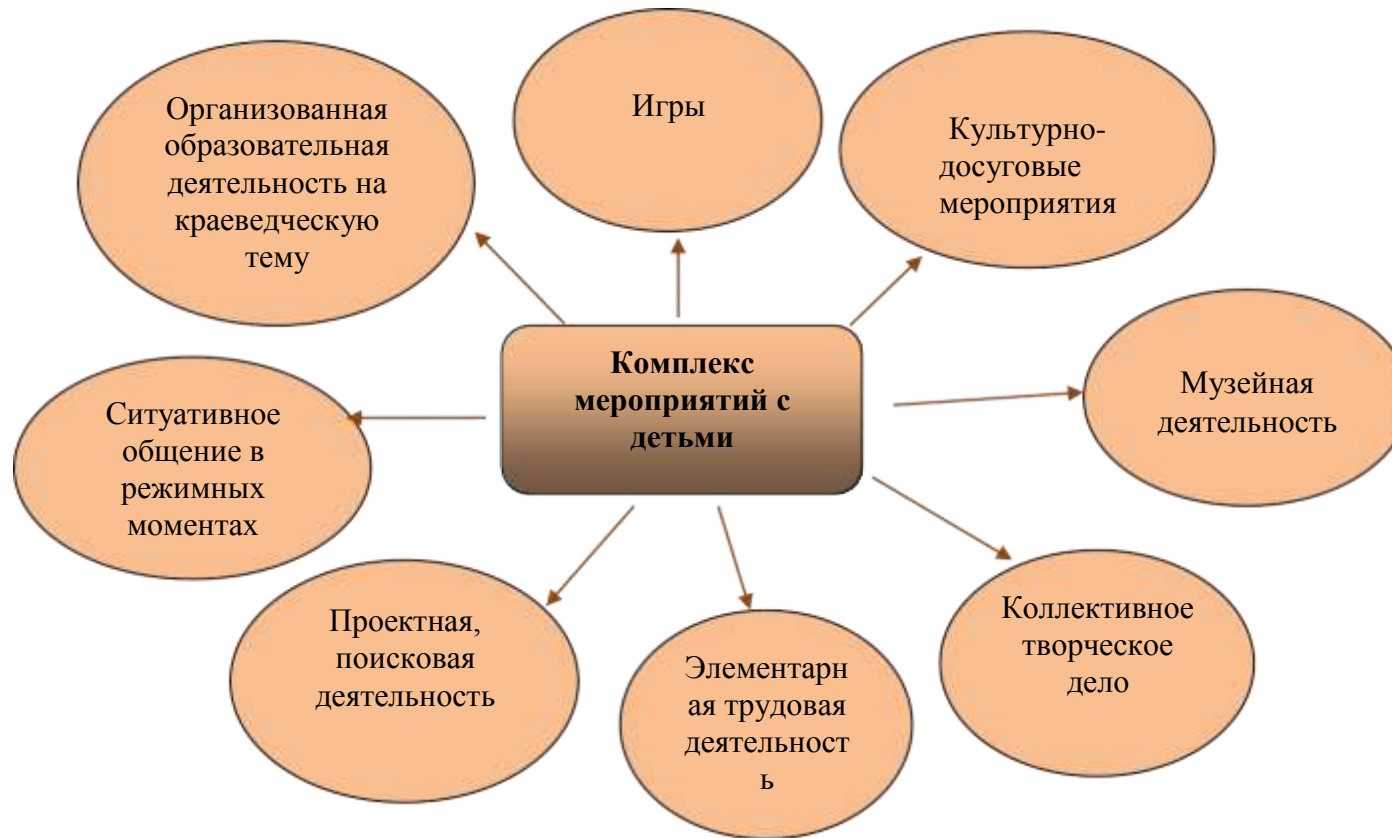 Организованная
образовательная
деятельность на
краеведческую
тему
Игры
Культурно-
досуговые
мероприятия
Комплекс
мероприятий с
детьми
Музейная
деятельность
Ситуативное
общение в
режимных
моментах
Проектная,
поисковая
деятельность
Элементарн
ая трудовая
деятельност
ь
Коллективное
творческое
дело